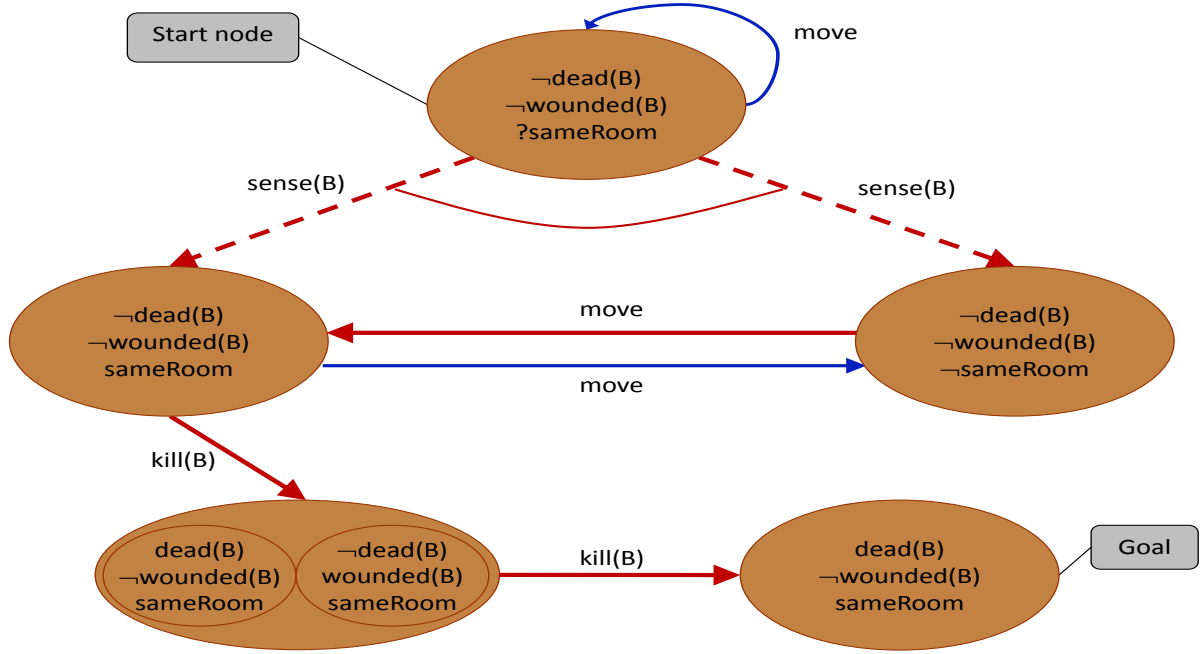 Start node
move
¬dead(B)
¬wounded(B)
?sameRoom
sense(B)
sense(B)
¬dead(B)
¬wounded(B)
sameRoom
move
move
¬dead(B)
¬wounded(B)
¬sameRoom
kill(B)
dead(B)
¬wounded(B)
sameRoom
¬dead(B)
wounded(B)
sameRoom
kill(B)
dead(B)
¬wounded(B)
sameRoom
Goal